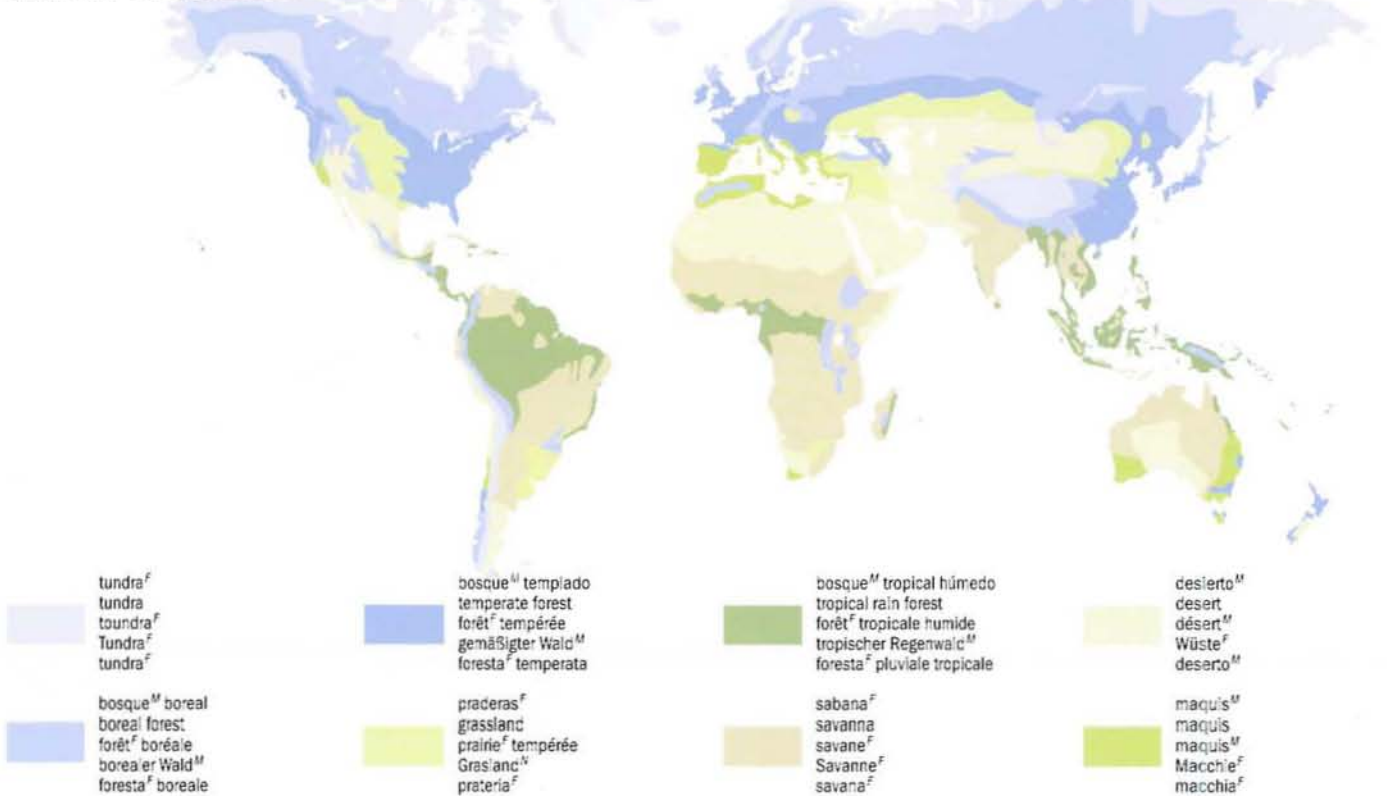 tundraF
tundra
toundraF
TundraF
tundraF
bosqueM templado
temperate forest
forêtF tempérée
gemäßigter WaldM
forestaF temperata
bosqueM tropical húmedo
tropical rain forest
forêtF tropicale humide
tropischer RegenwaldM
forestaF pluviale tropicale
desiertoM
desert
désertM
WüsteF
desertoM
bosqueM boreal
boreal forest
forêtF boréale
borealer WaldM
forestaF boreale
praderasF
grassland
prairieF tempérée
GraslandN
prateriaF
sabanaF
savanna
savaneF
SavanneF
savanaF
maquisM
maquis
maquisM
MacchieF
macchiaF